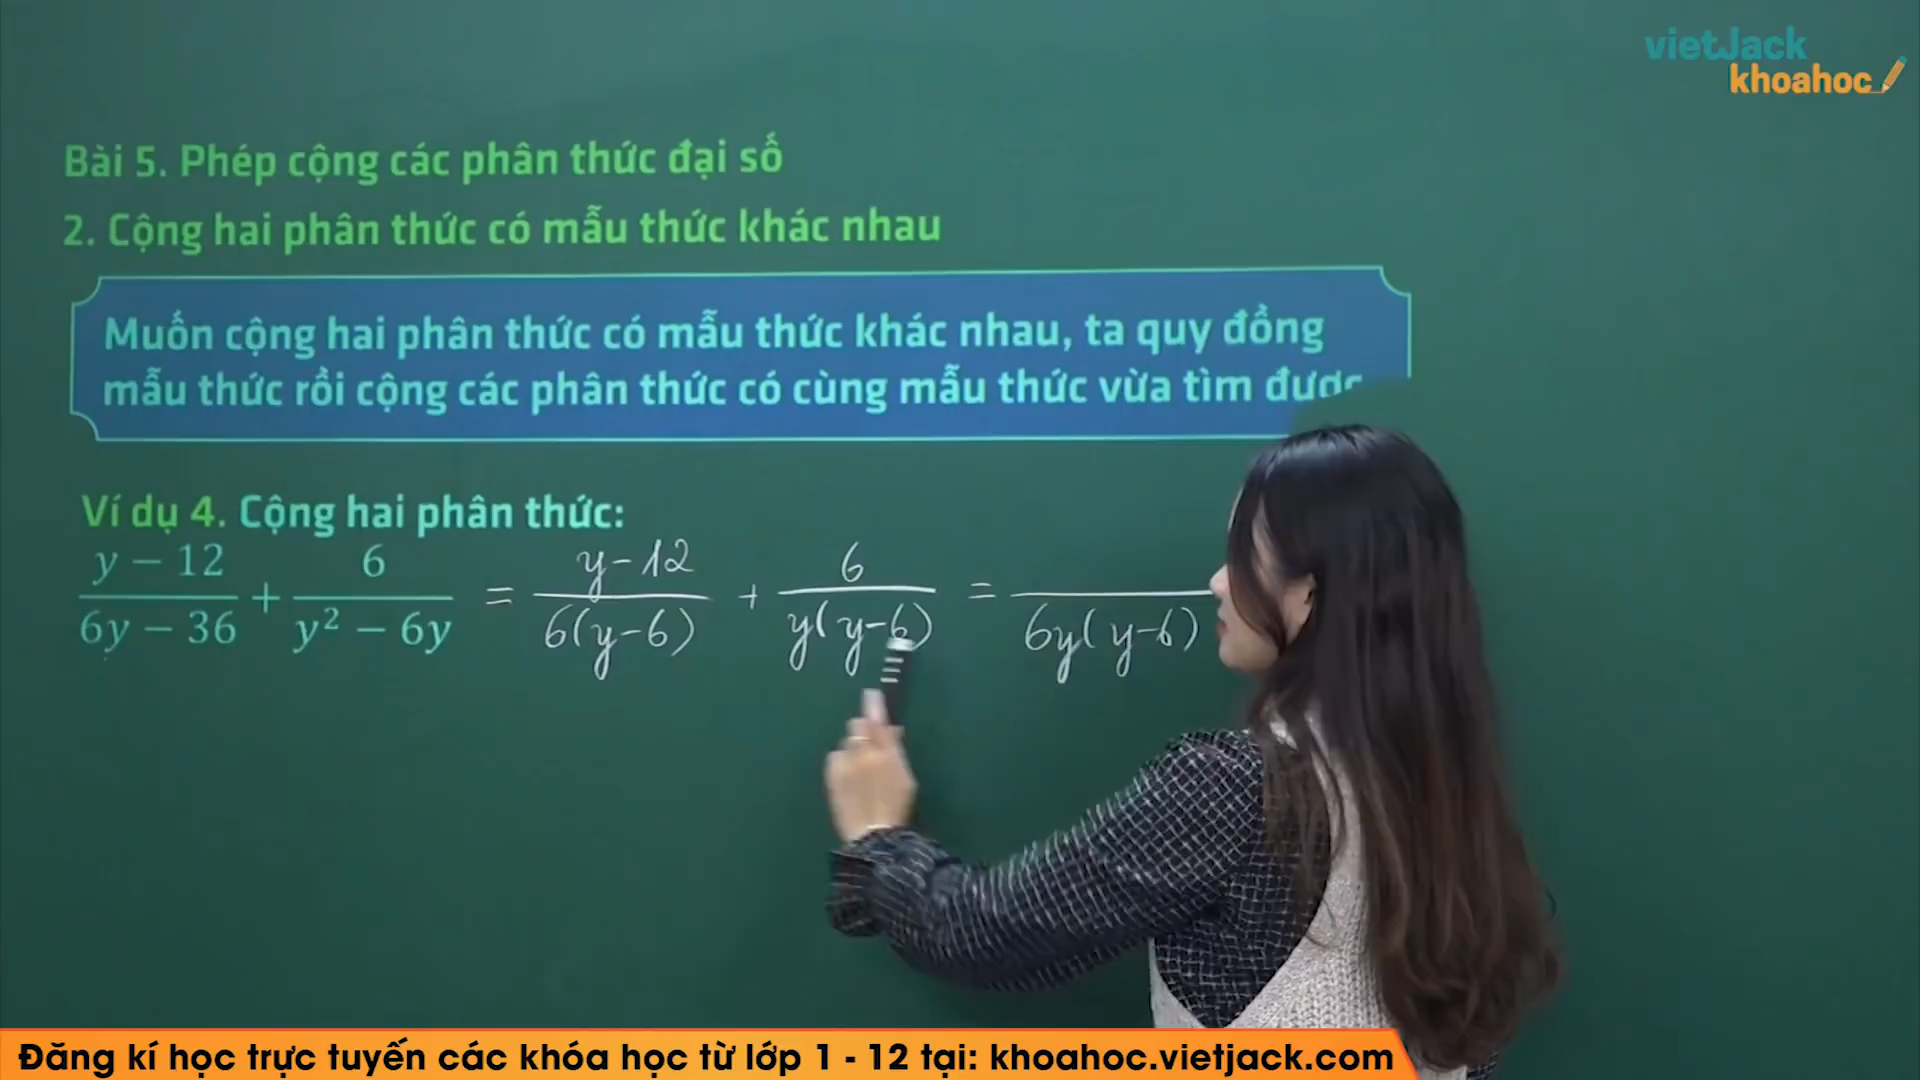 vietJack
khoahoc
Bài 5. Phép cộng các phân thức đại số
2. Cộng hai phân thức có mẫu thức khác nhau
Muốn cộng hai phân thức có mẫu thức khác nhau, ta quy đồng
mẫu thức rồi cộng các phân thức có cùng mẫu thức vừa tìm được
Ví dụ 4. Cộng hai phân thức:
y − 12 6 y-12 6
+ = + =
6y − 36 y² − 6y 6(y-6) y(y-6) 6y(y-6)
Đăng kí học trực tuyến các khóa học từ lớp 1 - 12 tại: khoahoc.vietjack.com